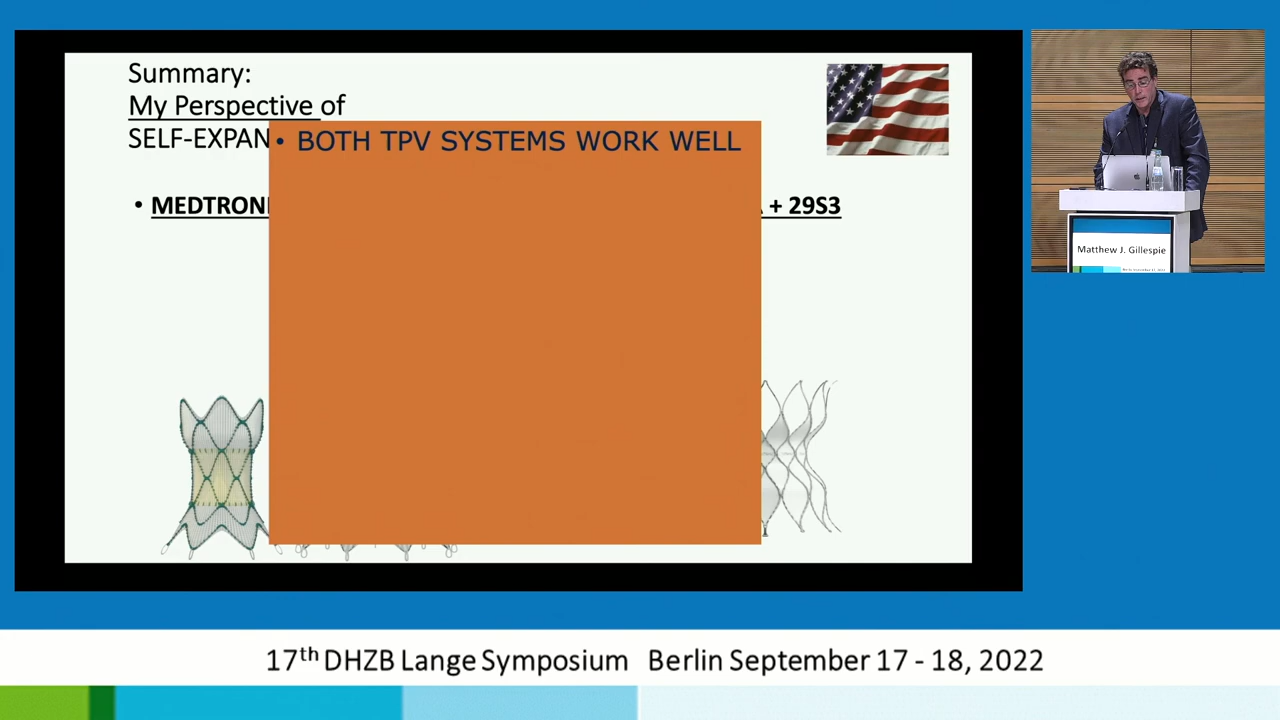 Summary:
My Perspective of
SELF-EXPAN
• BOTH TPV SYSTEMS WORK WELL
• MEDTRONI
+ 29S3
Matthew J. Gillespie
17th DHZB Lange Symposium Berlin September 17 - 18, 2022